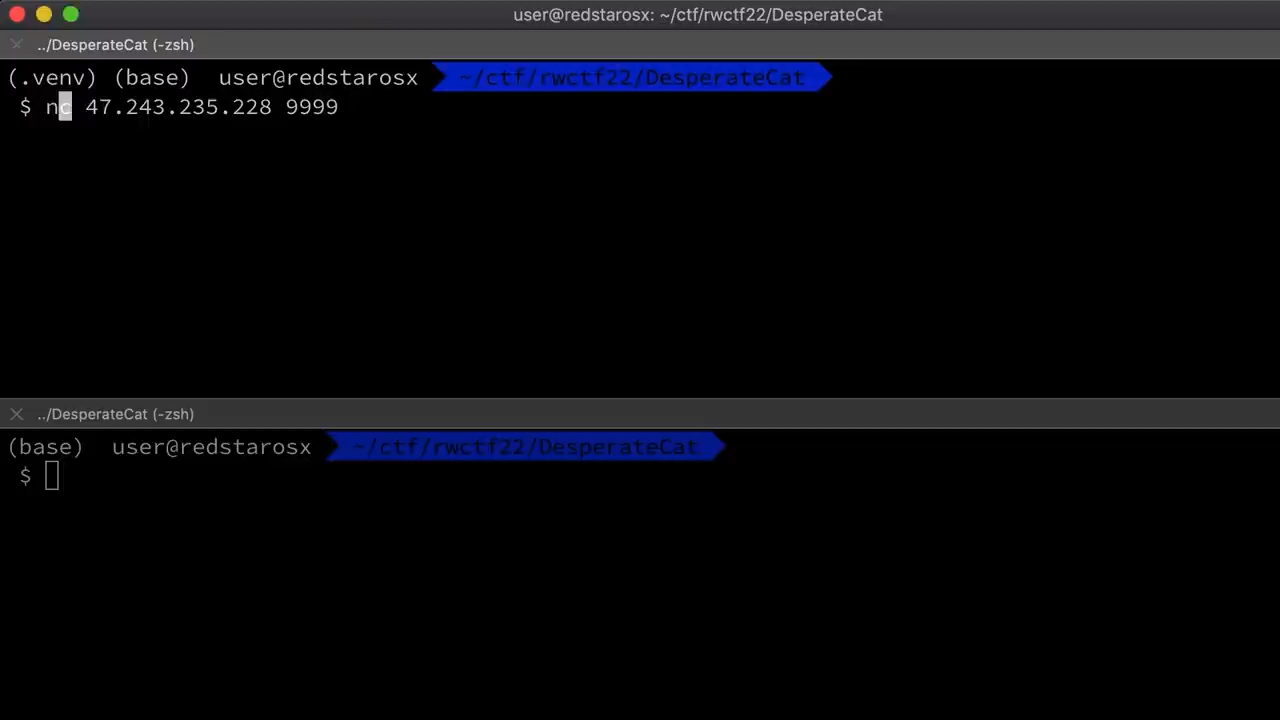 user@redstarosx: ~/ctf/rwctf22/DesperateCat
../DesperateCat (-zsh)
(.venv) (base) user@redstarosx ~/ctf/rwctf22/DesperateCat
$ nc 47.243.235.228 9999
../DesperateCat (-zsh)
(base) user@redstarosx ~/ctf/rwctf22/DesperateCat
$